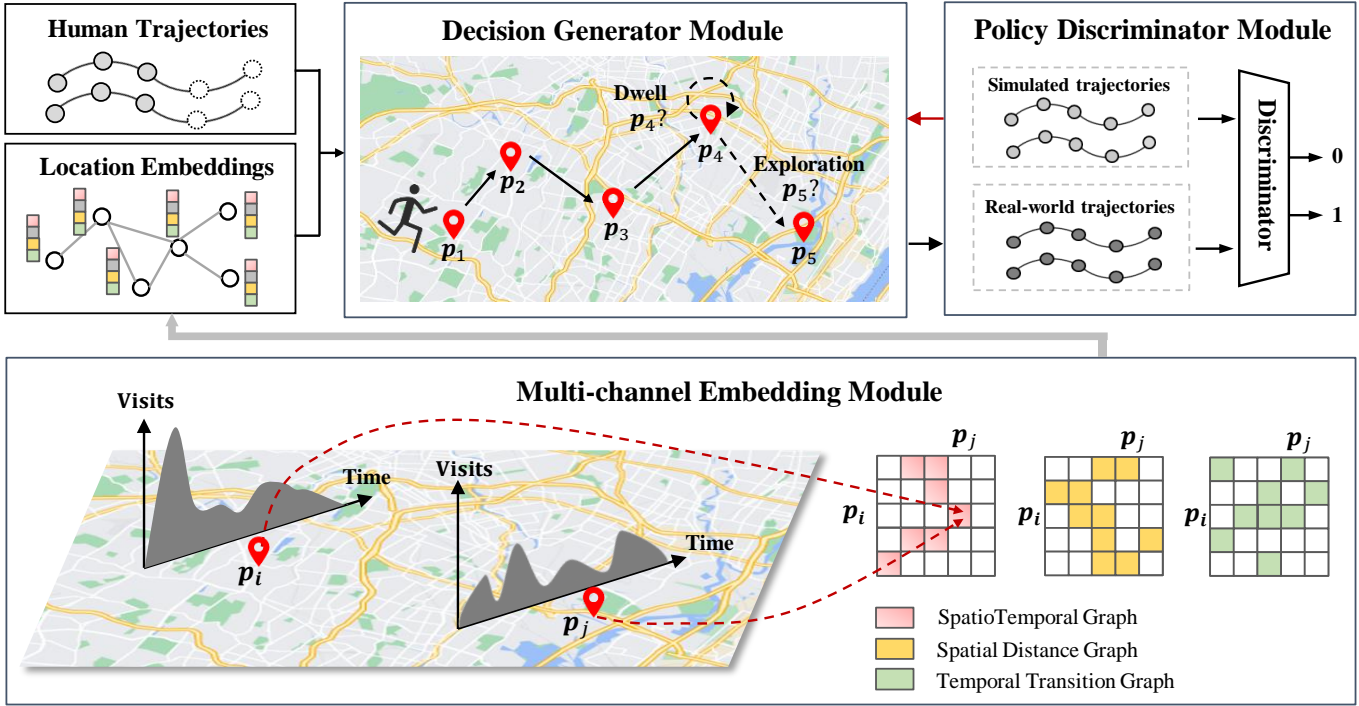 Human Trajectories
Location Embeddings
Decision Generator Module
Dwell
p4?
p4
Exploration
p5?
p2
p1
p3
p5
Policy Discriminator Module
Simulated trajectories
Real-world trajectories
Discriminator
0
1
Multi-channel Embedding Module
Visits
Time
pi
Visits
Time
pj
pj
pi
pj
pi
pj
pi
SpatioTemporal Graph
Spatial Distance Graph
Temporal Transition Graph